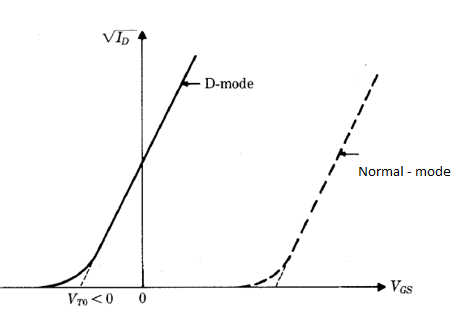 √I_D
D-mode
Normal - mode
V_GS
V_T0 < 0
0